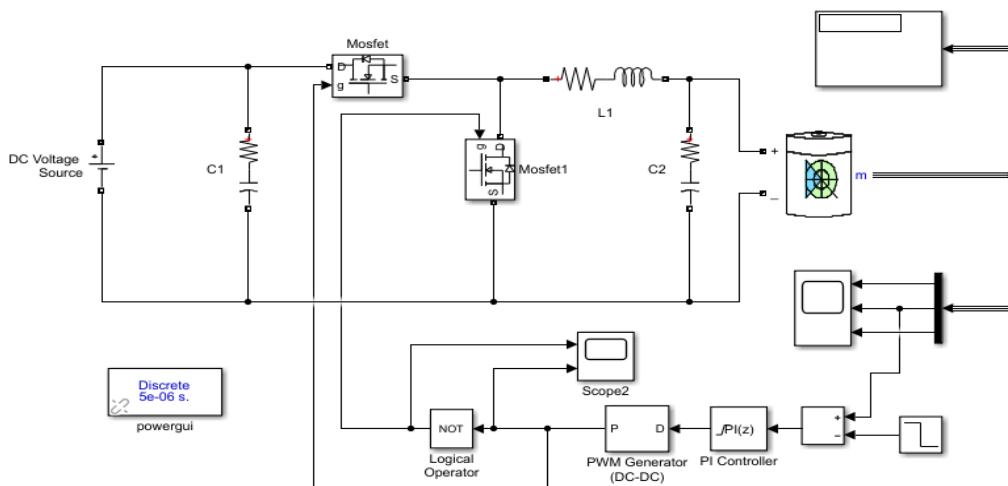 Mosfet
D
S
g
DC Voltage
Source
+
C1
g
D
S
Mosfet1
+
L1
+
C2
+
+
–
m
Discrete
5e-06 s.
powergui
Scope2
NOT
Logical
Operator
P
D
PWM Generator
(DC-DC)
PI(z)
PI Controller
+
–